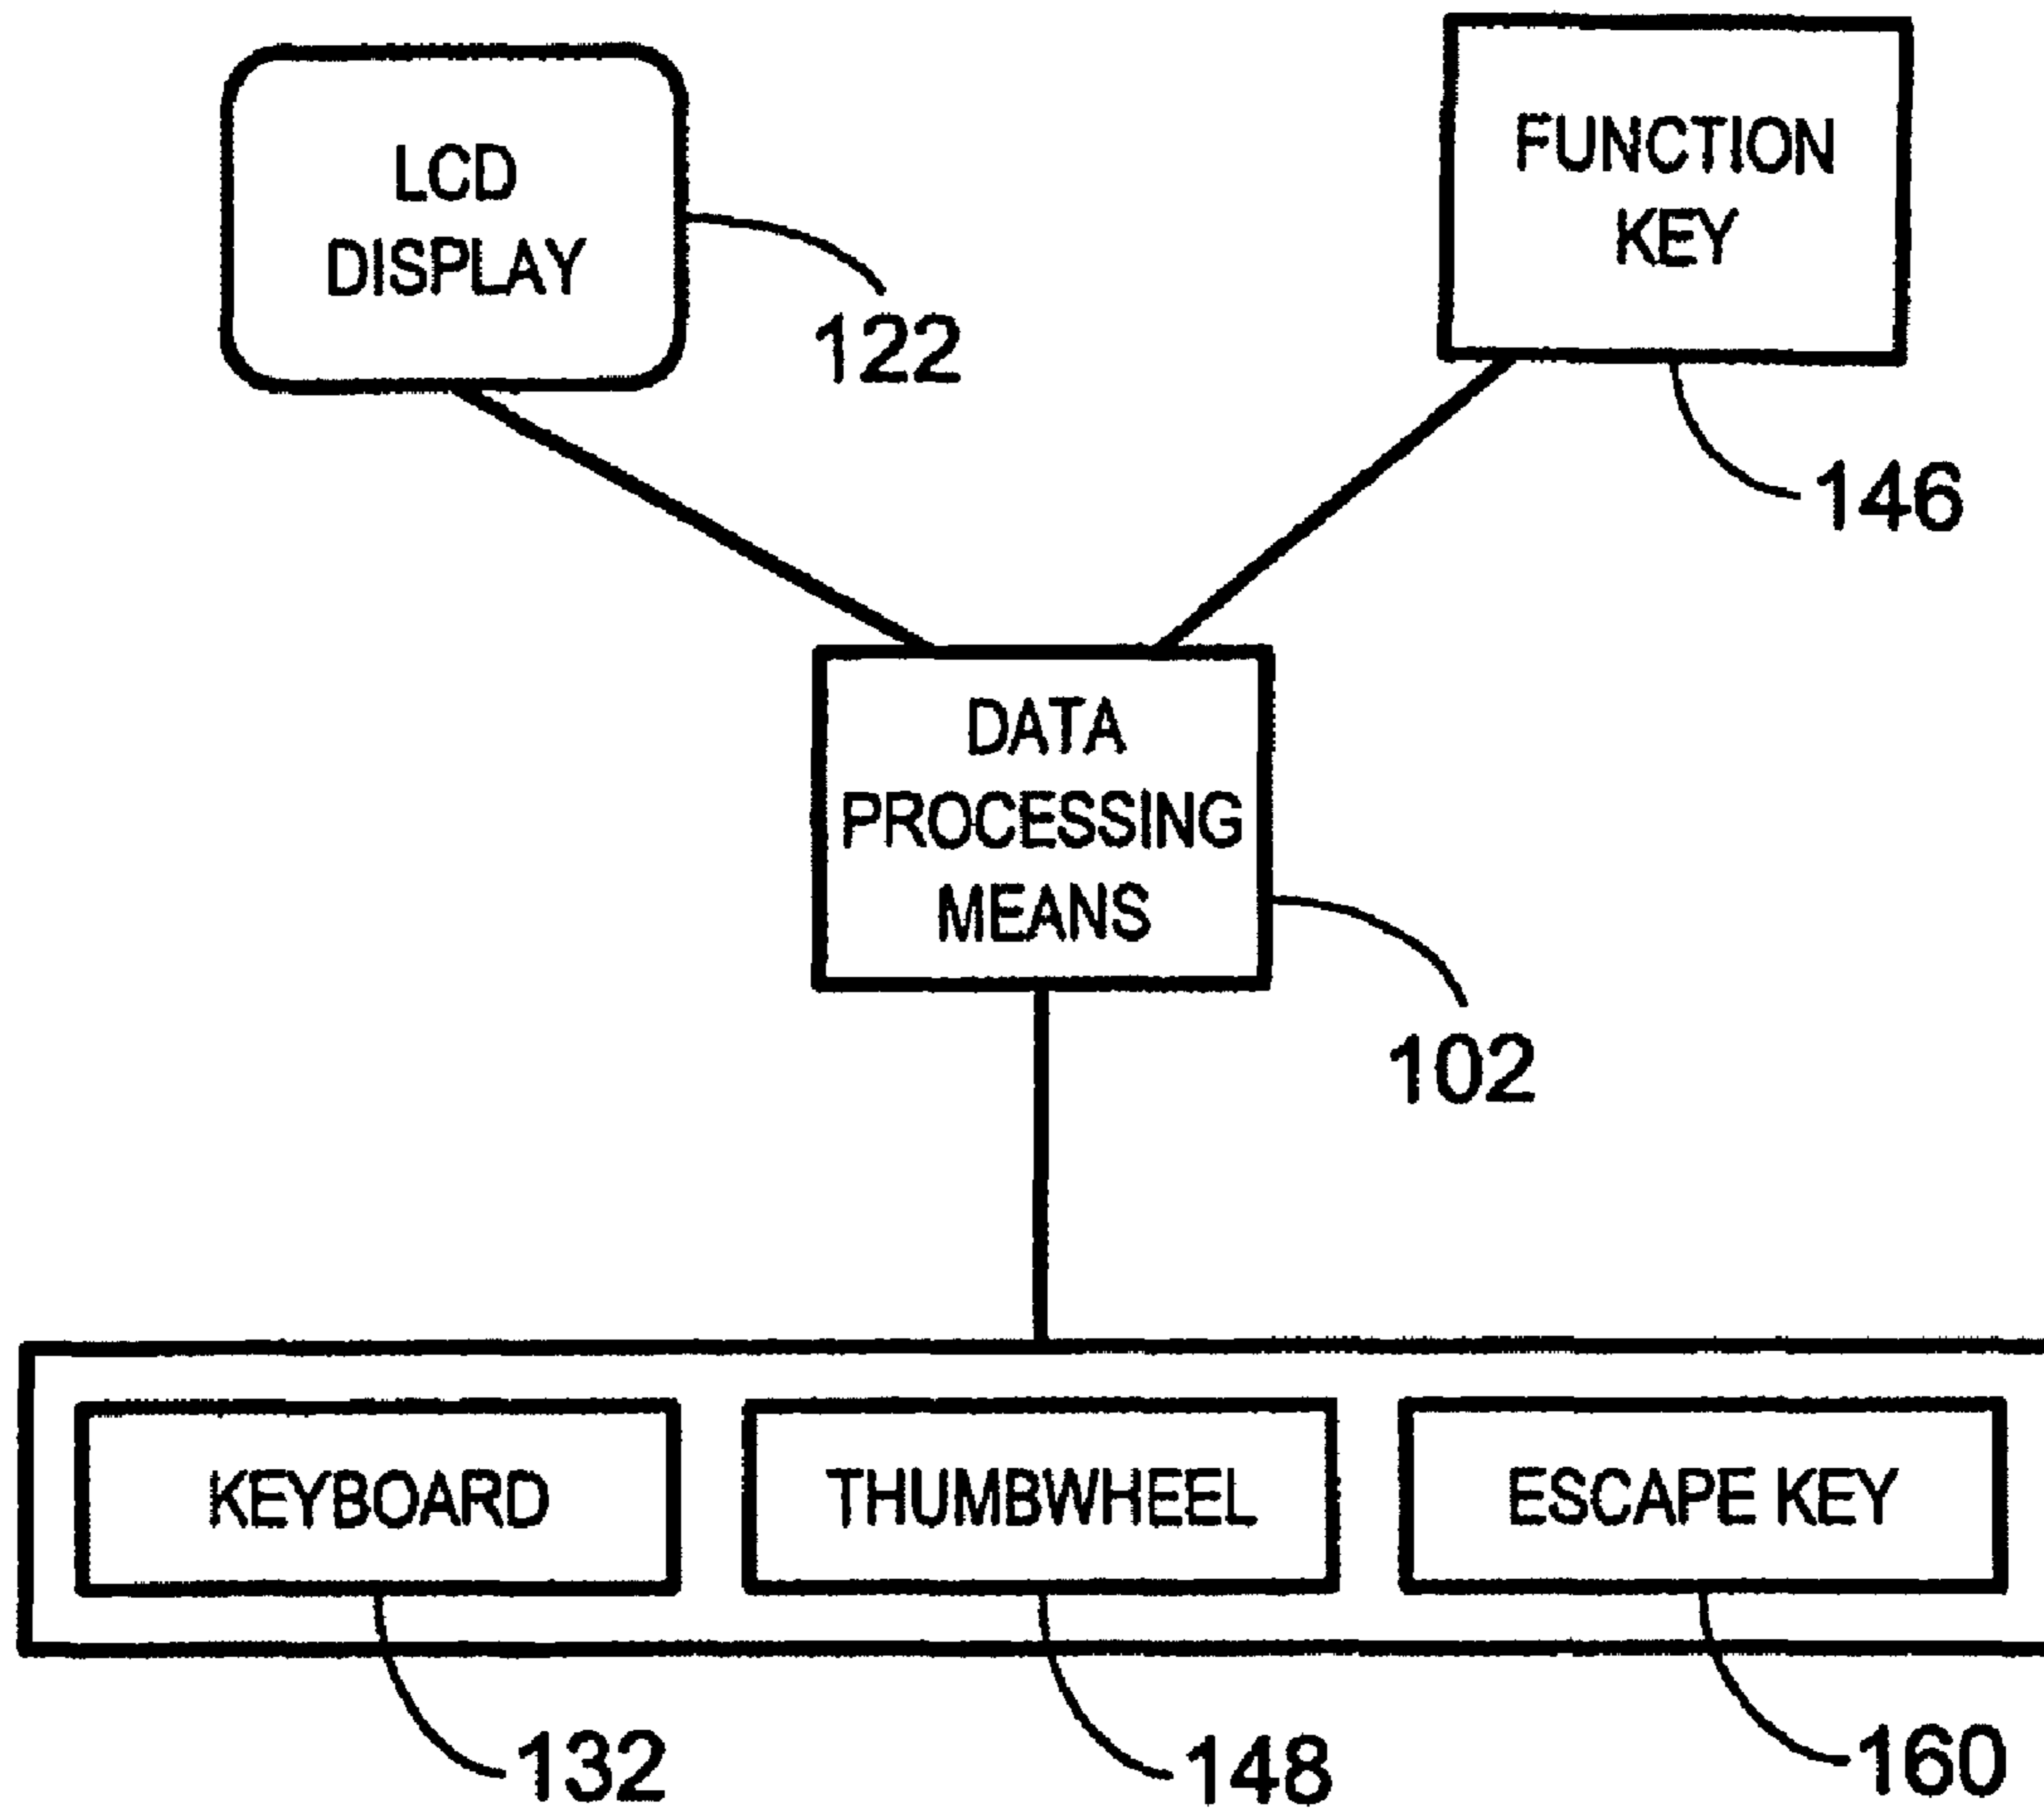 LCD
DISPLAY
122
FUNCTION
KEY
146
DATA
PROCESSING
MEANS
102
KEYBOARD
THUMBWHEEL
ESCAPE KEY
132
148
160